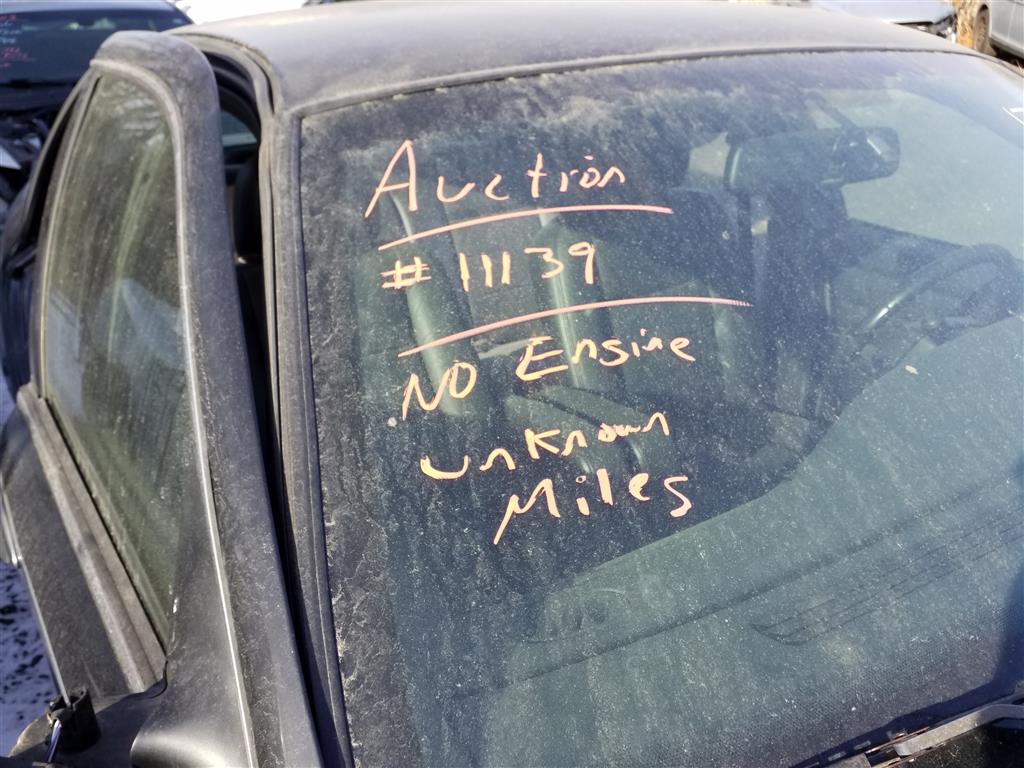 Auction
# 11139
NO Engine
unknown
Miles